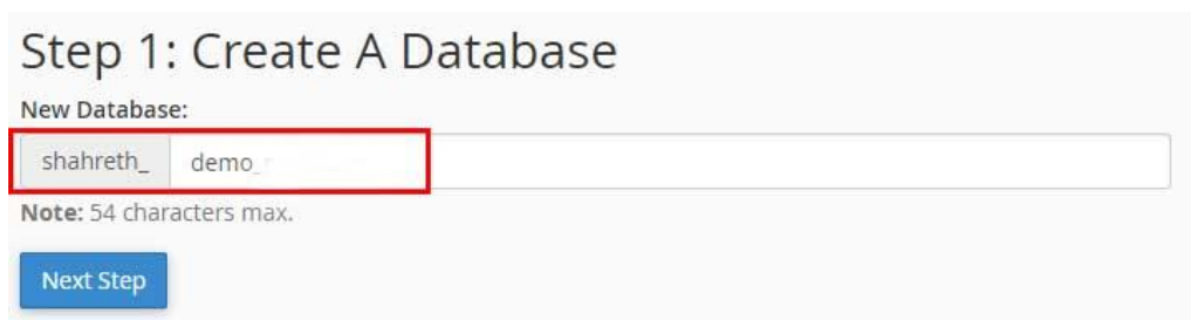 Step 1: Create A Database
New Database:
shahreth_ demo_
Note: 54 characters max.
Next Step